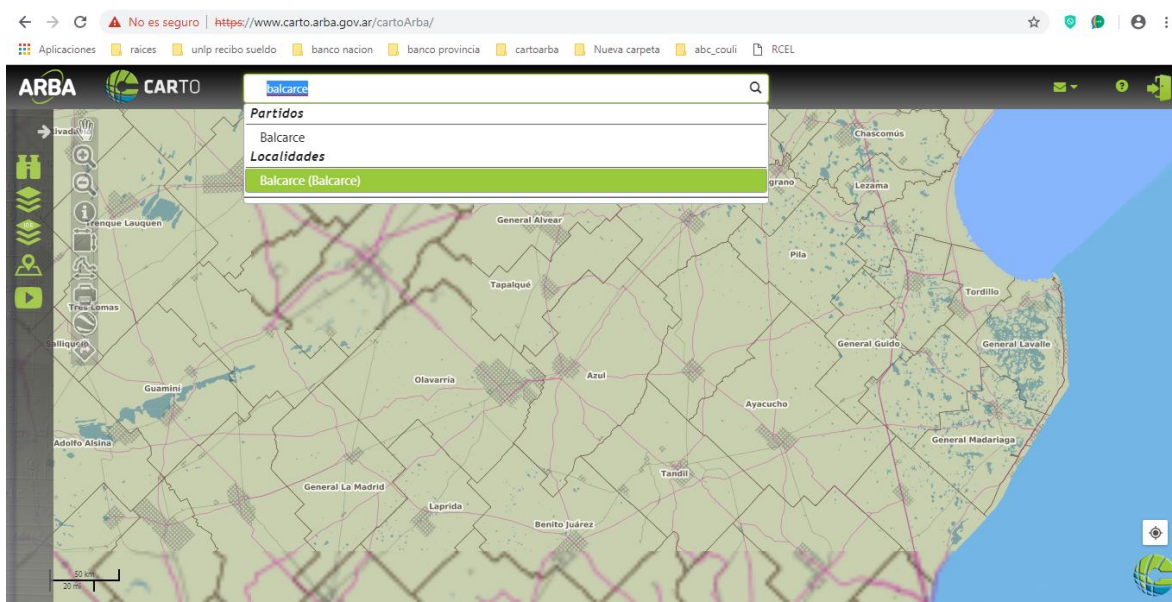 No es seguro | https://www.carto.arba.gov.ar/cartoArba/
Aplicaciones raices unlp recibo sueldo banco nacion banco provincia cartoarba Nueva carpeta abc_couli RCEL
ARBA CARTO balcarce
Partidos
Balcarce
Localidades
Balcarce (Balcarce)
Chascomús
Lezama
Trenque Lauquen
General Alvear
Pila
Tapalqué
Tordillo
Tres Lomas
General Guido
General Lavalle
Guaminí
Olavarría
Azul
Ayacucho
Adolfo Alsina
General Madariaga
Tandil
General La Madrid
Laprida
Benito Juárez
50 km
20 mi